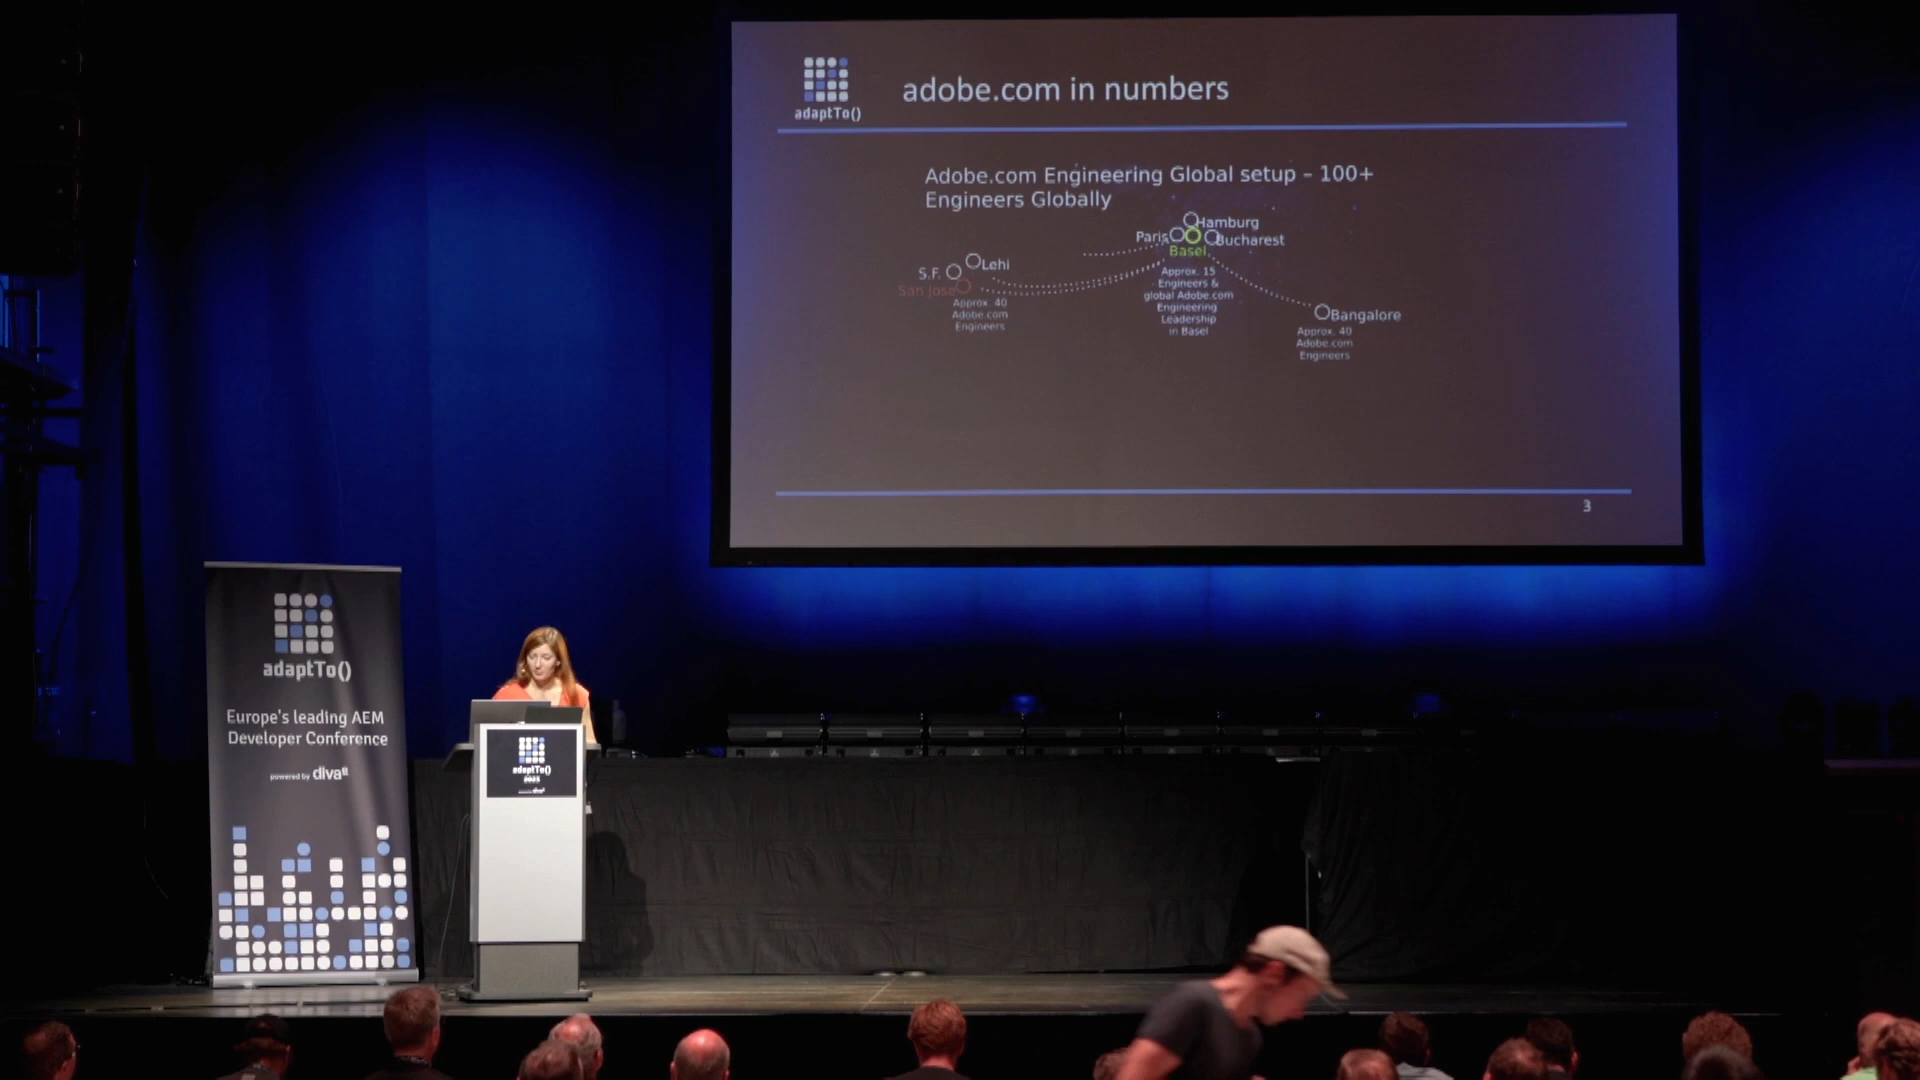 adaptTo()
adobe.com in numbers
Adobe.com Engineering Global setup – 100+
Engineers Globally
Hamburg
Paris
Bucharest
Basel
Lehi
S.F.
San Jose
Approx. 40
Adobe.com
Engineers
Approx. 15
Engineers &
global Adobe.com
Engineering
Leadership
in Basel
Bangalore
Approx. 40
Adobe.com
Engineers
3
adaptTo()
Europe's leading AEM
Developer Conference
powered by diva
adaptTo()